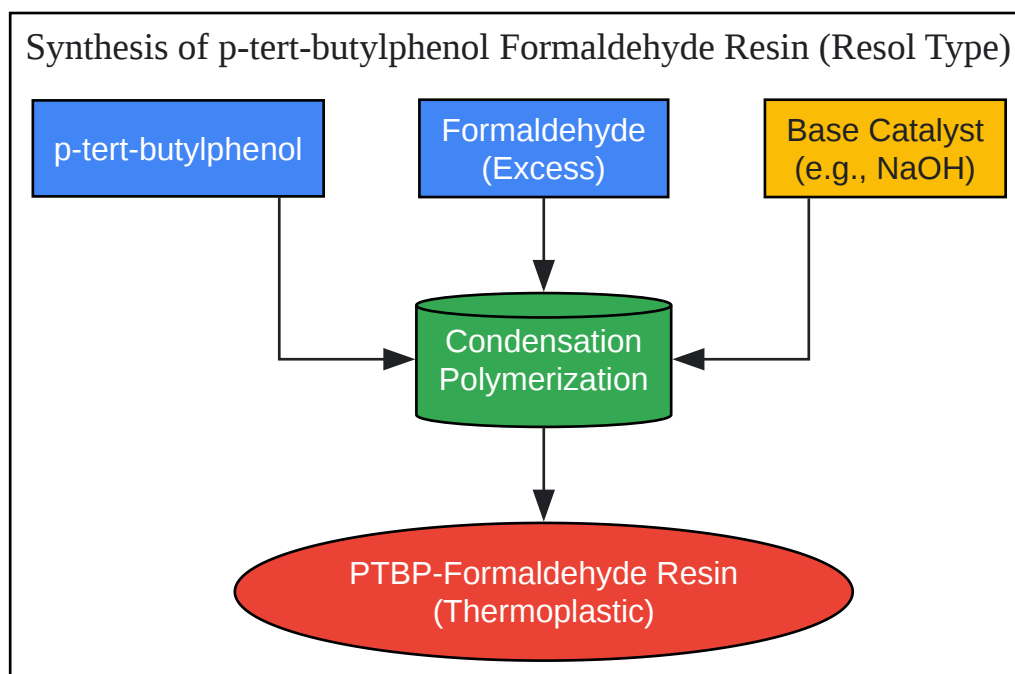 Synthesis of p-tert-butylphenol Formaldehyde Resin (Resol Type)
p-tert-butylphenol
Formaldehyde
(Excess)
Base Catalyst
(e.g., NaOH)
Condensation
Polymerization
PTBP-Formaldehyde Resin
(Thermoplastic)